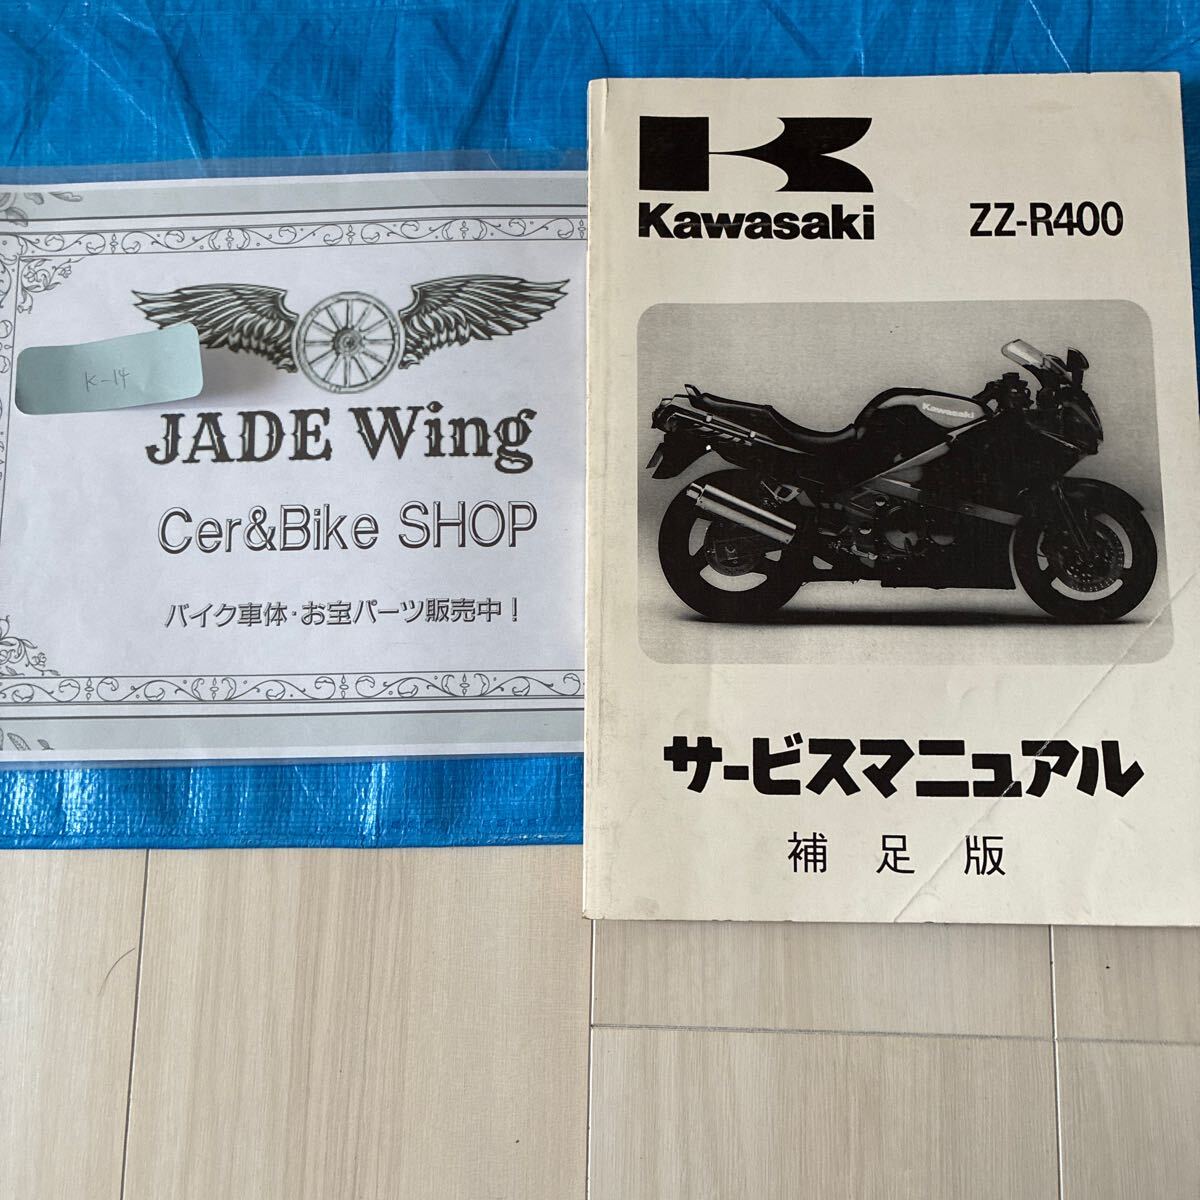 K-14
JADE Wing
Cer&Bike SHOP
バイク車体・お宝パーツ販売中！
Kawasaki
ZZ-R400
Kawasaki
サービスマニュアル
補足版